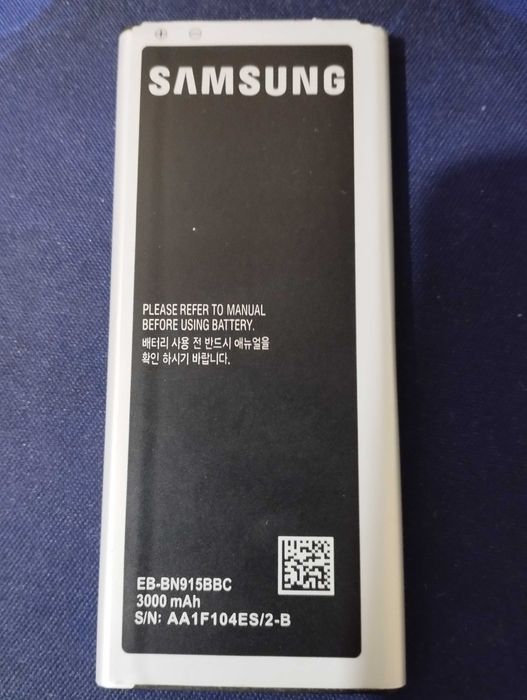 SAMSUNG
PLEASE REFER TO MANUAL
BEFORE USING BATTERY.
배터리 사용 전 반드시 애뉴얼을
확인 하시기 바랍니다.
EB-BN915BBC
3000 mAh
S/N: AA1F104ES/2-B